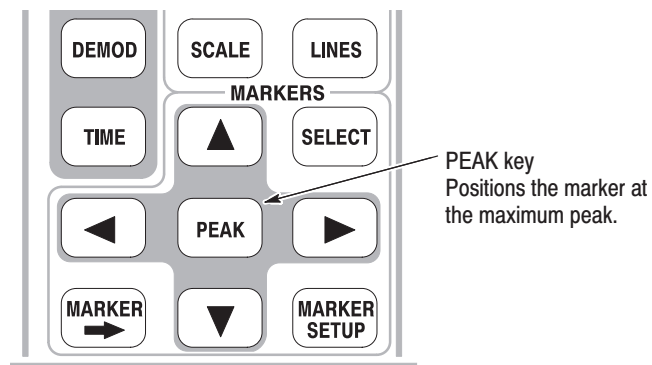 DEMOD
SCALE
LINES
MARKERS
TIME
SELECT
PEAK key
Positions the marker at
the maximum peak.
PEAK
MARKER
MARKER
SETUP